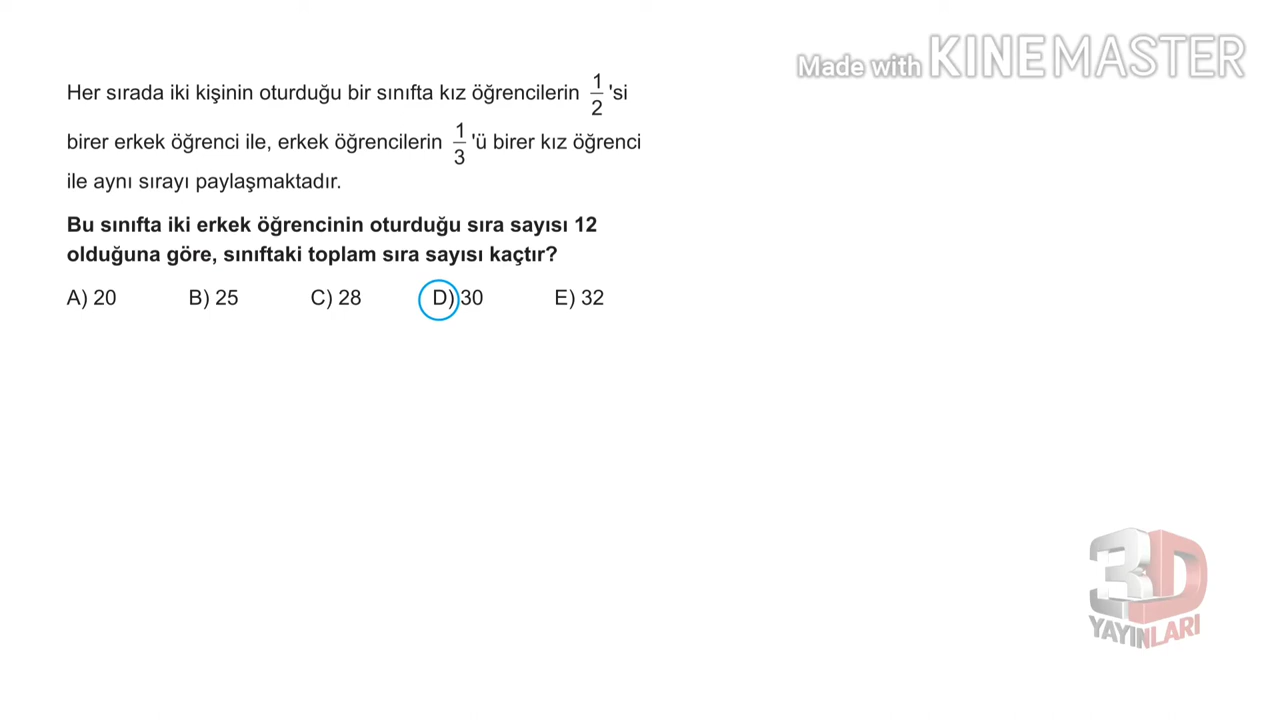 Made with KINEMASTER
Her sırada iki kişinin oturduğu bir sınıfta kız öğrencilerin 1/2 'si
birer erkek öğrenci ile, erkek öğrencilerin 1/3 'ü birer kız öğrenci
ile aynı sırayı paylaşmaktadır.
Bu sınıfta iki erkek öğrencinin oturduğu sıra sayısı 12
olduğuna göre, sınıftaki toplam sıra sayısı kaçtır?
A) 20 B) 25 C) 28 D) 30 E) 32
3D
YAYINLARI